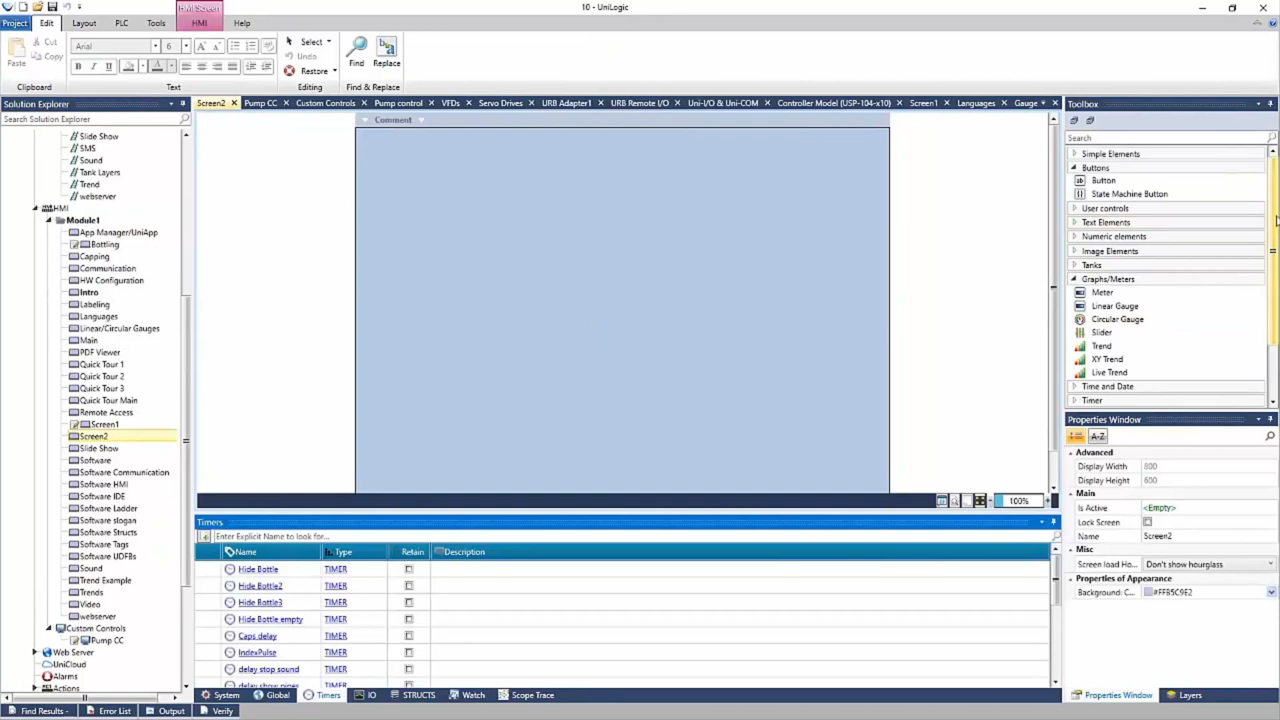 10 - UniLogic
HMI Screen
Project Edit Layout PLC Tools HMI Help
Paste Cut Copy
Clipboard
Arial 6
B I U
Text
Select
Undo
Restore
Editing
Find Replace
Find & Replace
Solution Explorer
Search Solution Explorer
Slide Show
SMS
Sound
Tank Layers
Trend
webserver
HMI
Module1
App Manager/UniApp
Bottling
Capping
Communication
HW Configuration
Intro
Labeling
Languages
Linear/Circular Gauges
Main
PDF Viewer
Quick Tour 1
Quick Tour 2
Quick Tour 3
Quick Tour Main
Remote Access
Screen1
Screen2
Slide Show
Software
Software Communication
Software HMI
Software IDE
Software Ladder
Software slogan
Software Structs
Software Tags
Software UDFBs
Sound
Trend Example
Trends
Video
webserver
Custom Controls
Pump CC
Web Server
UniCloud
Alarms
Actions
Screen2 Pump CC Custom Controls Pump control VFDs Servo Drives URB Adapter1 URB Remote I/O Uni-I/O & Uni-COM Controller Model (USP-104-x10) Screen1 Languages Gauge
Comment
100%
Timers
Enter Explicit Name to look for...
Name Type Retain Description
Hide Bottle TIMER
Hide Bottle2 TIMER
Hide Bottle3 TIMER
Hide Bottle empty TIMER
Caps delay TIMER
IndexPulse TIMER
delay stop sound TIMER
System Global Timers IO STRUCTS Watch Scope Trace
Toolbox
Search
Simple Elements
Buttons
Button
State Machine Button
User controls
Text Elements
Numeric elements
Image Elements
Tanks
Graphs/Meters
Meter
Linear Gauge
Circular Gauge
Slider
Trend
XY Trend
Live Trend
Time and Date
Timer
Properties Window
A-Z
Advanced
Display Width 800
Display Height 600
Main
Is Active <Empty>
Lock Screen
Name Screen2
Misc
Screen load Ho... Don't show hourglass
Properties of Appearance
Background: C... #FFB5C9E2
Properties Window Layers
Find Results - Error List Output Verify